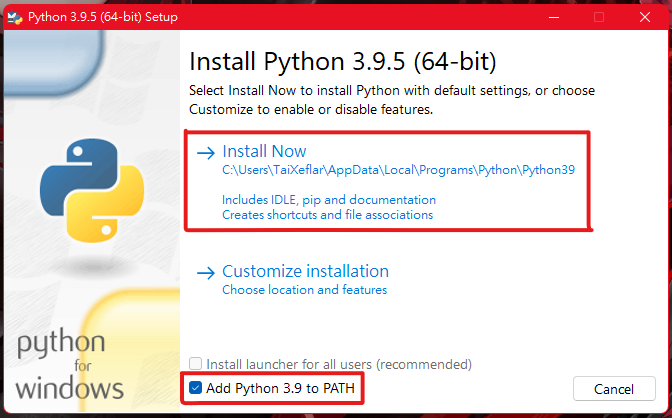 Python 3.9.5 (64-bit) Setup
Install Python 3.9.5 (64-bit)
Select Install Now to install Python with default settings, or choose
Customize to enable or disable features.
Install Now
C:\Users\TaiXeflar\AppData\Local\Programs\Python\Python39
Includes IDLE, pip and documentation
Creates shortcuts and file associations
Customize installation
Choose location and features
Install launcher for all users (recommended)
Add Python 3.9 to PATH
Cancel
python
for
windows